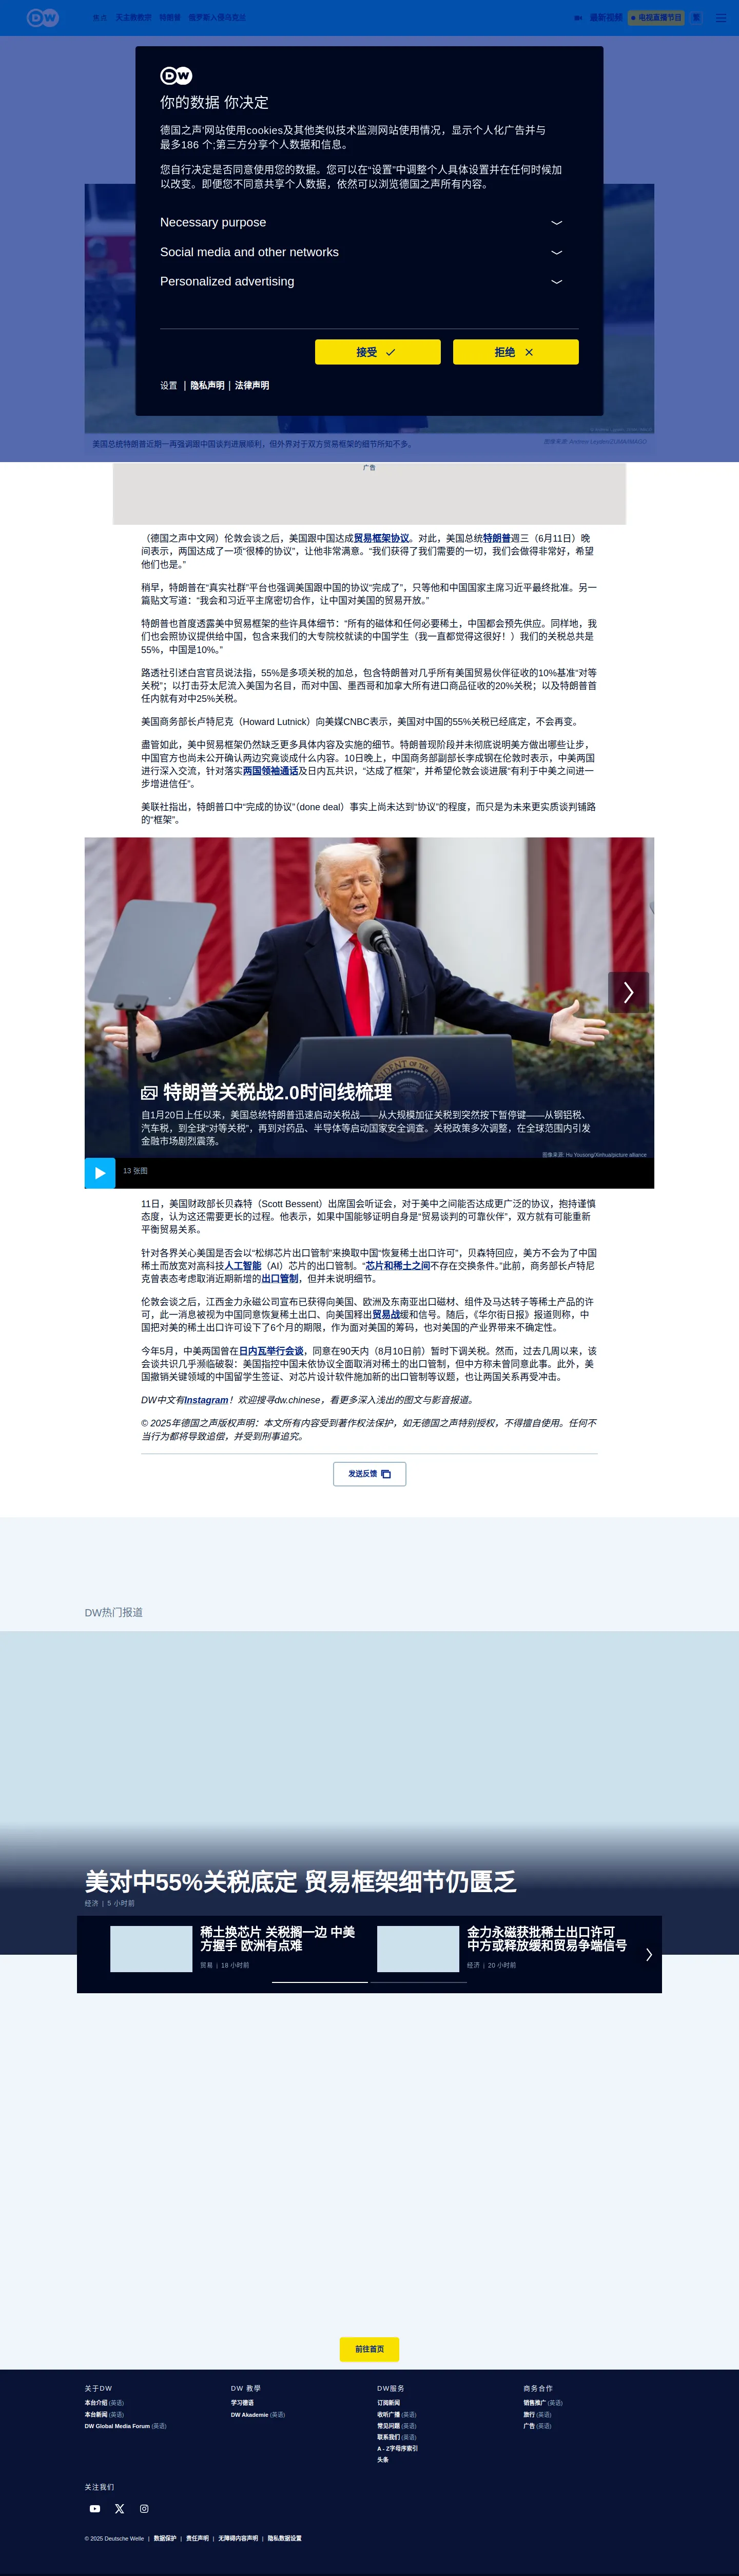 DW
焦点
天主教教宗
特朗普
俄罗斯入侵乌克兰
最新视频
电视直播节目
繁
DW
你的数据 你决定
德国之声'网站使用cookies及其他类似技术监测网站使用情况，显示个人化广告并与
最多186 个;第三方分享个人数据和信息。
您自行决定是否同意使用您的数据。您可以在“设置”中调整个人具体设置并在任何时候加
以改变。即便您不同意共享个人数据，依然可以浏览德国之声所有内容。
Necessary purpose
Social media and other networks
Personalized advertising
接受
拒绝
设置 | 隐私声明 | 法律声明
美国总统特朗普近期一再强调跟中国谈判进展顺利，但外界对于双方贸易框架的细节所知不多。
广告
（德国之声中文网）伦敦会谈之后，美国跟中国达成贸易框架协议。对此，美国总统特朗普週三（6月11日）晚
间表示，两国达成了一项“很棒的协议”，让他非常满意。“我们获得了我们需要的一切，我们会做得非常好，希望
他们也是。”
稍早，特朗普在“真实社群”平台也强调美国跟中国的协议“完成了”，只等他和中国国家主席习近平最终批准。另一
篇贴文写道：“我会和习近平主席密切合作，让中国对美国的贸易开放。”
特朗普也首度透露美中贸易框架的些许具体细节：“所有的磁体和任何必要稀土，中国都会预先供应。同样地，我
们也会照协议提供给中国，包含来我们的大专院校就读的中国学生（我一直都觉得这很好！）我们的关税总共是
55%，中国是10%。”
路透社引述白宫官员说法指，55%是多项关税的加总，包含特朗普对几乎所有美国贸易伙伴征收的10%基准“对等
关税”；以打击芬太尼流入美国为名目，而对中国、墨西哥和加拿大所有进口商品征收的20%关税；以及特朗普首
任内就有对中25%关税。
美国商务部长卢特尼克（Howard Lutnick）向美媒CNBC表示，美国对中国的55%关税已经底定，不会再变。
盡管如此，美中贸易框架仍然缺乏更多具体内容及实施的细节。特朗普现阶段并未彻底说明美方做出哪些让步，
中国官方也尚未公开确认两边究竟谈成什么内容。10日晚上，中国商务部副部长李成钢在伦敦时表示，中美两国
进行深入交流，针对落实两国领袖通话及日内瓦共识，“达成了框架”，并希望伦敦会谈进展“有利于中美之间进一
步增进信任”。
美联社指出，特朗普口中“完成的协议”（done deal）事实上尚未达到“协议”的程度，而只是为未来更实质谈判铺路
的“框架”。
特朗普关税战2.0时间线梳理
自1月20日上任以来，美国总统特朗普迅速启动关税战——从大规模加征关税到突然按下暂停键——从钢铝税、
汽车税，到全球“对等关税”，再到对药品、半导体等启动国家安全调查。关税政策多次调整，在全球范围内引发
金融市场剧烈震荡。
图像来源: Hu Yousong/Xinhua/picture alliance
13 张图
11日，美国财政部长贝森特（Scott Bessent）出席国会听证会，对于美中之间能否达成更广泛的协议，抱持谨慎
态度，认为这还需要更长的过程。他表示，如果中国能够证明自身是“贸易谈判的可靠伙伴”，双方就有可能重新
平衡贸易关系。
针对各界关心美国是否会以“松绑芯片出口管制”来换取中国“恢复稀土出口许可”，贝森特回应，美方不会为了中国
稀土而放宽对高科技人工智能（AI）芯片的出口管制。“芯片和稀土之间不存在交换条件。”此前，商务部长卢特尼
克曾表态考虑取消近期新增的出口管制，但并未说明细节。
伦敦会谈之后，江西金力永磁公司宣布已获得向美国、欧洲及东南亚出口磁材、组件及马达转子等稀土产品的许
可，此一消息被视为中国同意恢复稀土出口、向美国释出贸易战缓和信号。随后，《华尔街日报》报道则称，中
国把对美的稀土出口许可设下了6个月的期限，作为面对美国的筹码，也对美国的产业界带来不确定性。
今年5月，中美两国曾在日内瓦举行会谈，同意在90天内（8月10日前）暂时下调关税。然而，过去几周以来，该
会谈共识几乎濒临破裂：美国指控中国未依协议全面取消对稀土的出口管制，但中方称未曾同意此事。此外，美
国撤销关键领域的中国留学生签证、对芯片设计软件施加新的出口管制等议题，也让两国关系再受冲击。
DW中文有Instagram！欢迎搜寻dw.chinese，看更多深入浅出的图文与影音报道。
© 2025年德国之声版权声明：本文所有内容受到著作权法保护，如无德国之声特别授权，不得擅自使用。任何不
当行为都将导致追偿，并受到刑事追究。
发送反馈
DW热门报道
美对中55%关税底定 贸易框架细节仍匮乏
经济 | 5 小时前
稀土换芯片 关税搁一边 中美
方握手 欧洲有点难
贸易 | 18 小时前
金力永磁获批稀土出口许可
中方或释放缓和贸易争端信号
经济 | 20 小时前
前往首页
关于DW
本台介绍 (英语)
本台新闻 (英语)
DW Global Media Forum (英语)
DW 教學
学习德语
DW Akademie (英语)
DW服务
订阅新闻
收听广播 (英语)
常见问题 (英语)
联系我们 (英语)
A - Z字母序索引
头条
商务合作
销售推广 (英语)
旅行 (英语)
广告 (英语)
关注我们
© 2025 Deutsche Welle | 数据保护 | 责任声明 | 无障碍内容声明 | 隐私数据设置